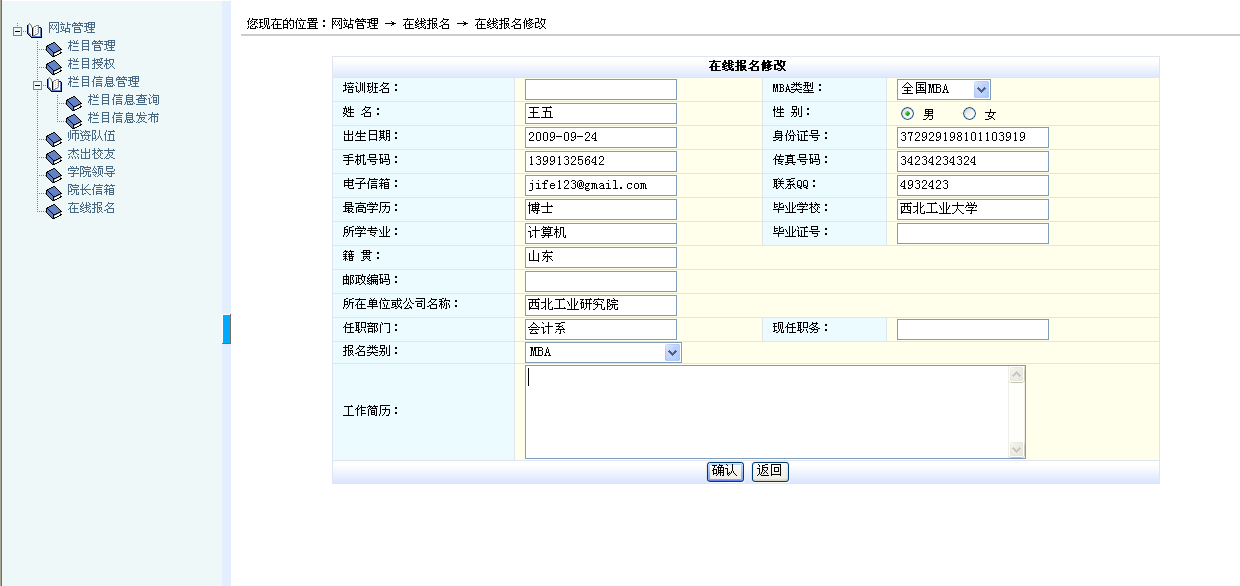 网站管理
栏目管理
栏目授权
栏目信息管理
栏目信息查询
栏目信息发布
师资队伍
杰出校友
学院领导
院长信箱
在线报名
您现在的位置：网站管理 → 在线报名 → 在线报名修改
在线报名修改
培训班名： MBA类型： 全国MBA
姓 名： 王五 性 别： 男 女
出生日期： 2009-09-24 身份证号： 372929198101103919
手机号码： 13991325642 传真号码： 34234234324
电子信箱： jife123@gmail.com 联系QQ： 4932423
最高学历： 博士 毕业学校： 西北工业大学
所学专业： 计算机 毕业证号：
籍 贯： 山东
邮政编码：
所在单位或公司名称： 西北工业研究院
任职部门： 会计系 现任职务：
报名类别： MBA
工作简历：
确认 返回